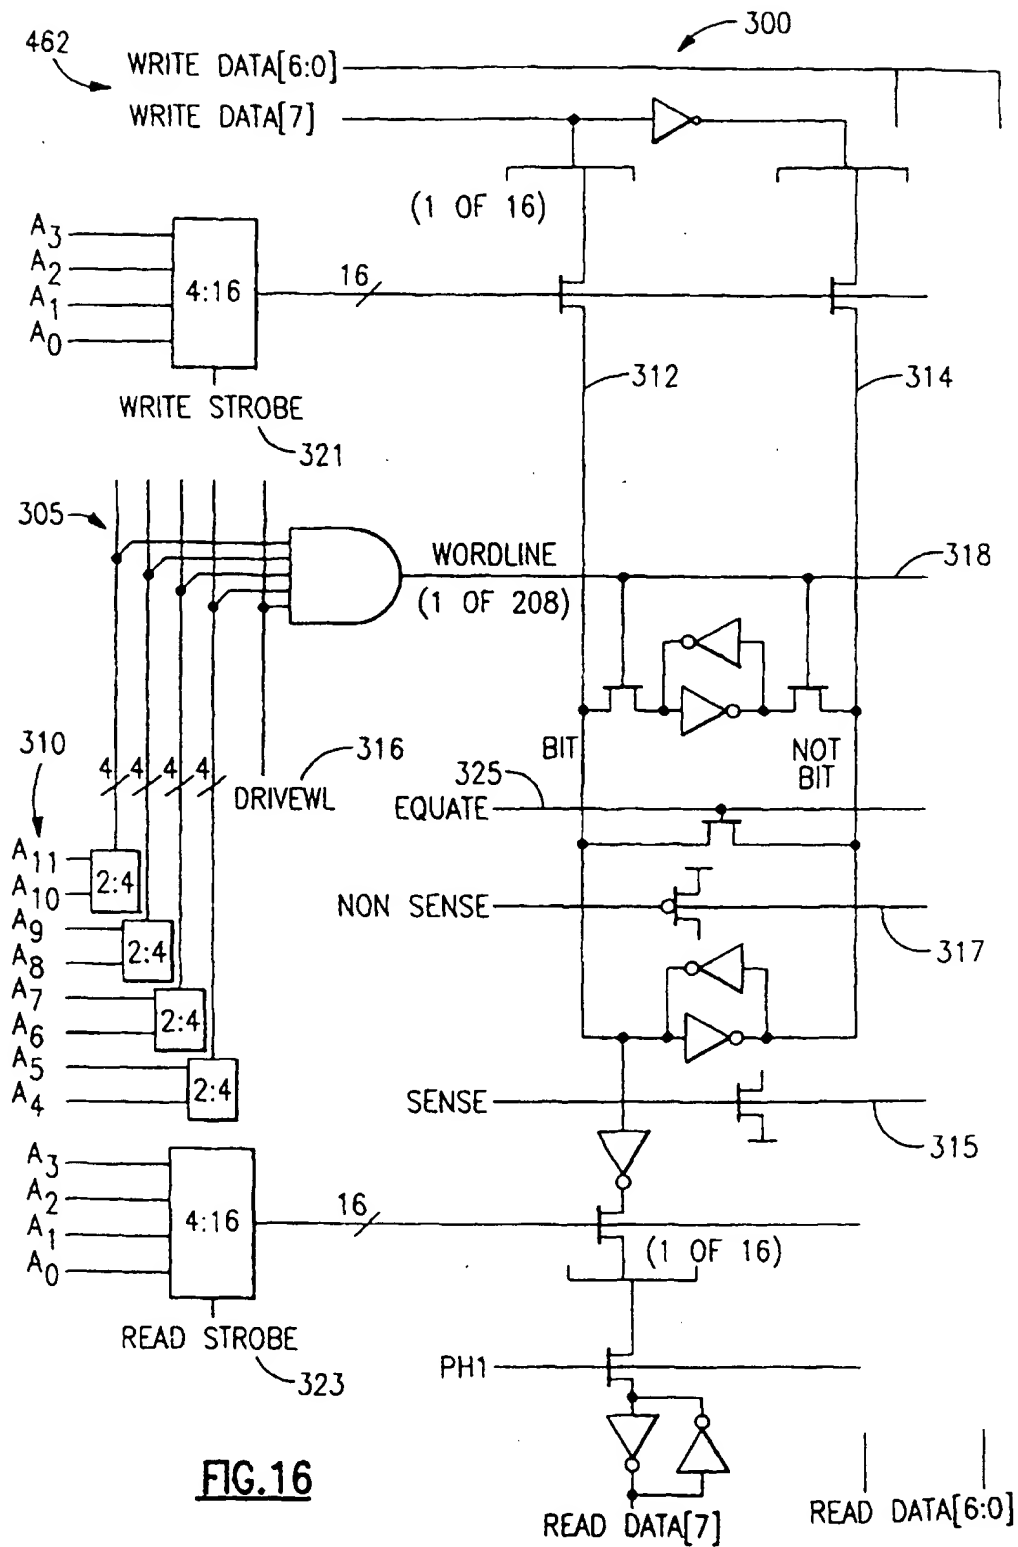 300
462
WRITE DATA[6:0]
WRITE DATA[7]
(1 OF 16)
A3
A2
A1
A0
4:16
16
WRITE STROBE
321
312
314
305
WORDLINE
(1 OF 208)
318
310
4 4 4 4
316
DRIVEWL
BIT
NOT
BIT
325
EQUATE
A11
A10
2:4
A9
A8
2:4
A7
A6
2:4
A5
A4
2:4
NON SENSE
317
SENSE
315
A3
A2
A1
A0
4:16
16
(1 OF 16)
READ STROBE
323
PH1
FIG.16
READ DATA[7]
READ DATA[6:0]